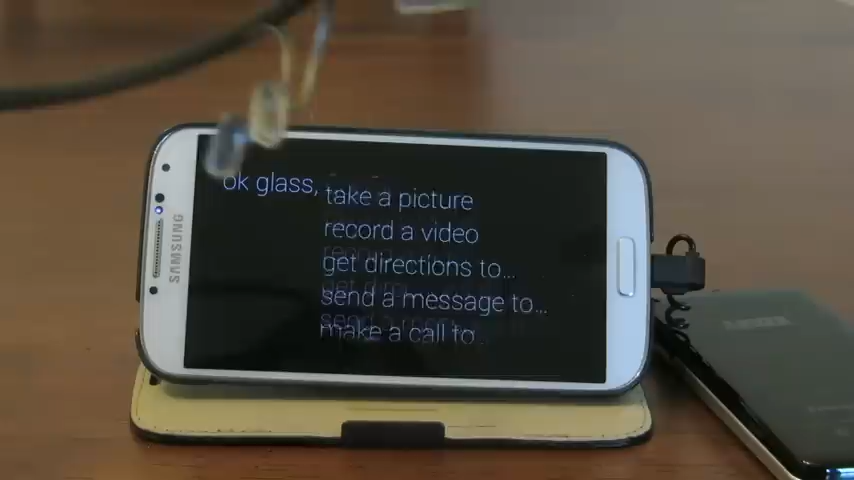 ok glass, take a picture
record a video
get directions to...
send a message to...
make a call to...
SAMSUNG